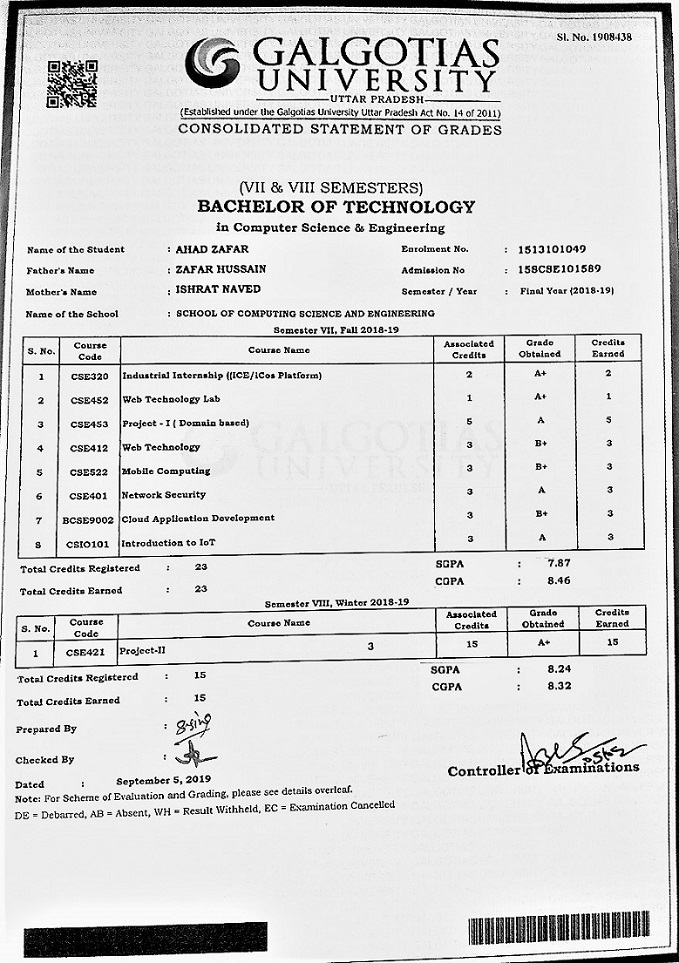 Sl. No. 1908438
GALGOTIAS
UNIVERSITY
UTTAR PRADESH
(Established under the Galgotias University Uttar Pradesh Act No. 14 of 2011)
CONSOLIDATED STATEMENT OF GRADES
(VII & VIII SEMESTERS)
BACHELOR OF TECHNOLOGY
in Computer Science & Engineering
Name of the Student : AHAD ZAFAR Enrolment No. : 1513101049
Father's Name : ZAFAR HUSSAIN Admission No : 15SCSE101589
Mother's Name : ISHRAT NAVED Semester / Year : Final Year (2018-19)
Name of the School : SCHOOL OF COMPUTING SCIENCE AND ENGINEERING
Semester VII, Fall 2018-19
S. No. Course Code Course Name Associated Credits Grade Obtained Credits Earned
1 CSE320 Industrial Internship ((ICE/iCos Platform) 2 A+ 2
2 CSE452 Web Technology Lab 1 A+ 1
3 CSE453 Project - I ( Domain based) 5 A 5
4 CSE412 Web Technology 3 B+ 3
5 CSE522 Mobile Computing 3 B+ 3
6 CSE401 Network Security 3 A 3
7 BCSE9002 Cloud Application Development 3 B+ 3
8 CSIO101 Introduction to IoT 3 A 3
Total Credits Registered : 23 SGPA : 7.87
Total Credits Earned : 23 CGPA : 8.46
Semester VIII, Winter 2018-19
S. No. Course Code Course Name Associated Credits Grade Obtained Credits Earned
1 CSE421 Project-II 3 15 A+ 15
Total Credits Registered : 15 SGPA : 8.24
Total Credits Earned : 15 CGPA : 8.32
Prepared By :
Checked By :
Controller of Examinations
Dated : September 5, 2019
Note: For Scheme of Evaluation and Grading, please see details overleaf.
DE = Debarred, AB = Absent, WH = Result Withheld, EC = Examination Cancelled